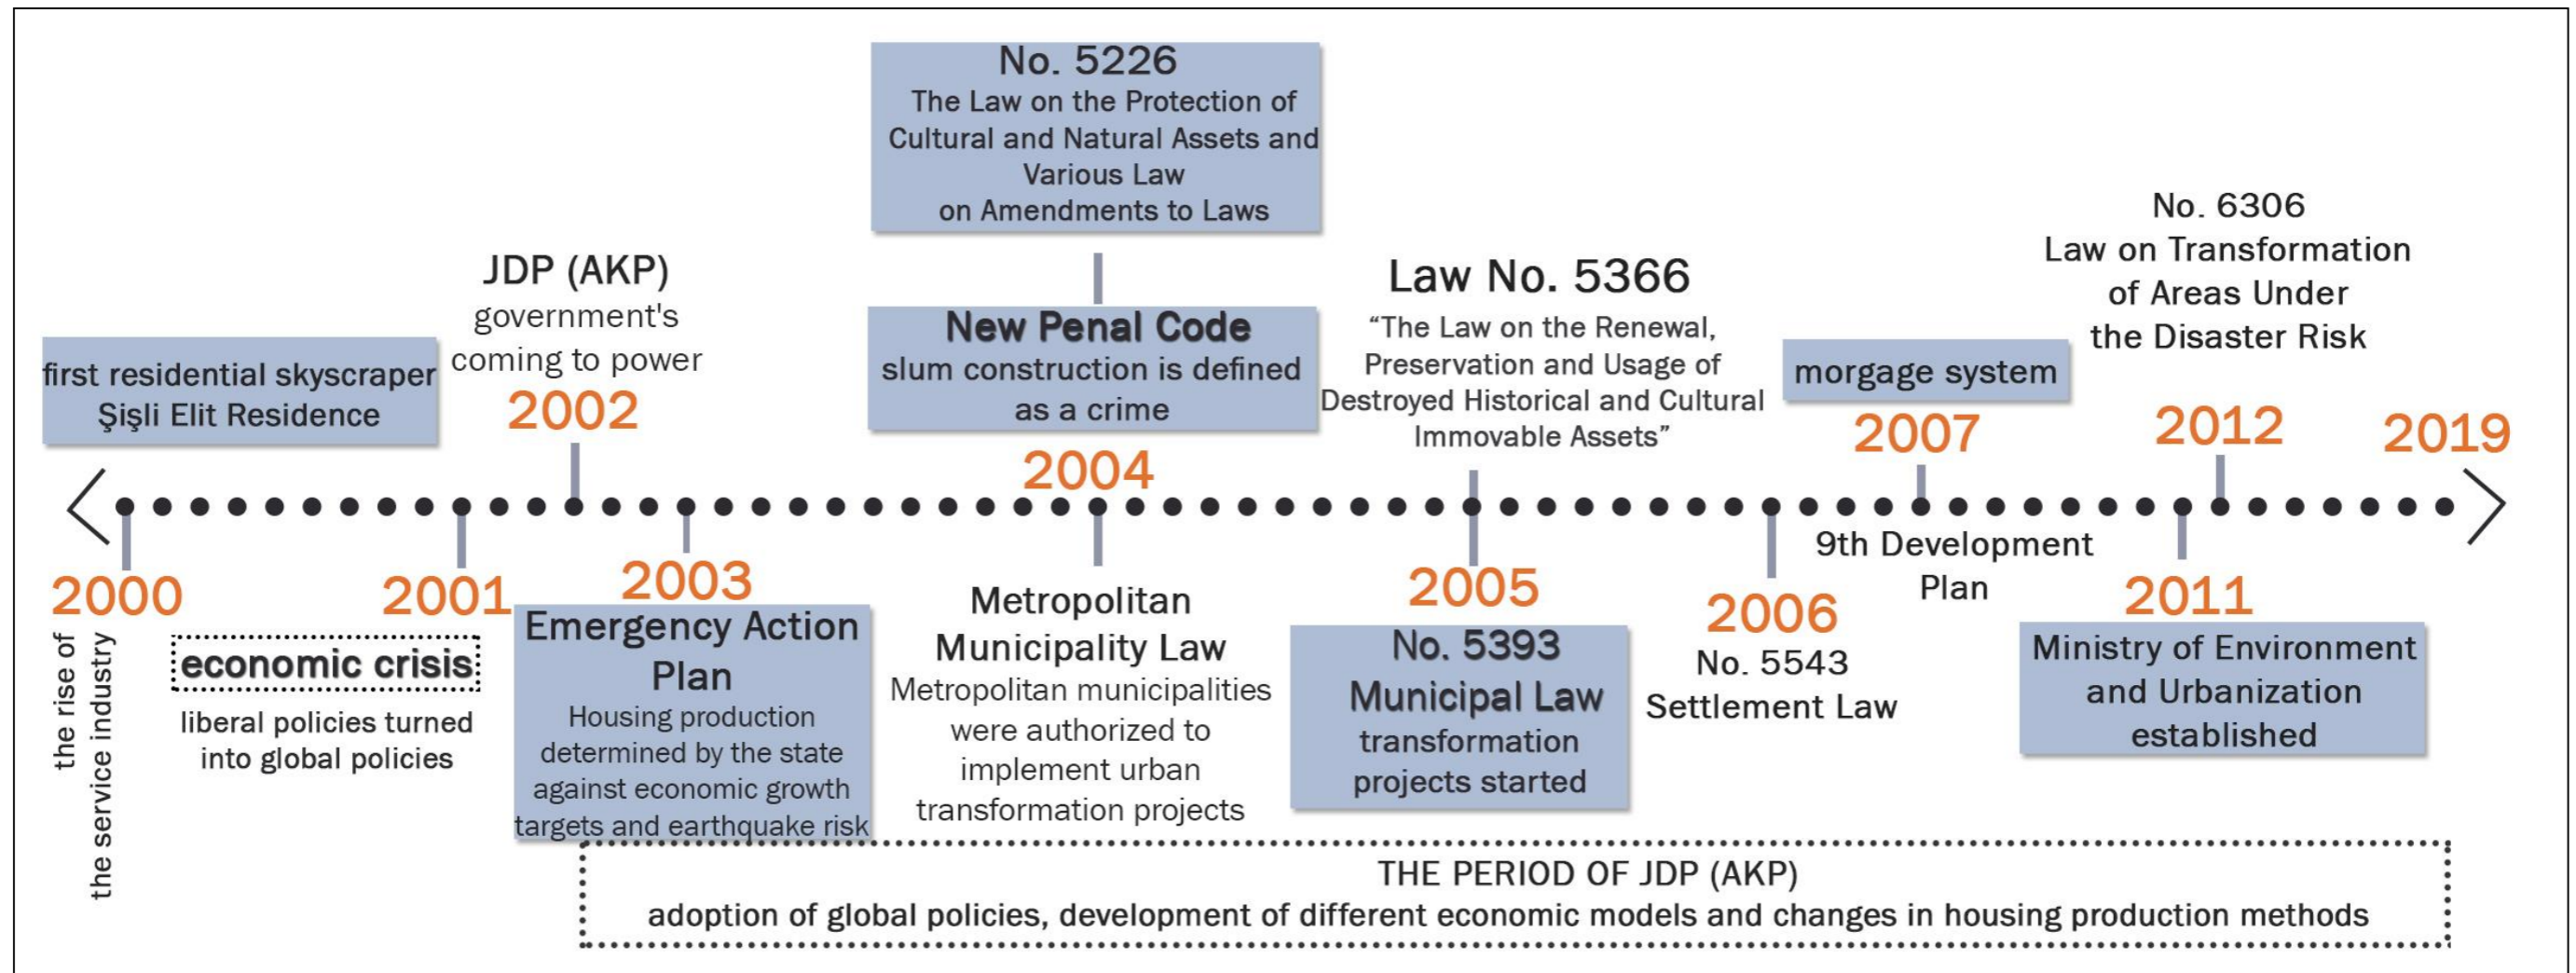 first residential skyscraper
Şişli Elit Residence
2000
the rise of
the service industry
2001
economic crisis
liberal policies turned
into global policies
JDP (AKP)
government's
coming to power
2002
2003
Emergency Action
Plan
Housing production
determined by the state
against economic growth
targets and earthquake risk
No. 5226
The Law on the Protection of
Cultural and Natural Assets and
Various Law
on Amendments to Laws
New Penal Code
slum construction is defined
as a crime
2004
Metropolitan
Municipality Law
Metropolitan municipalities
were authorized to
implement urban
transformation projects
Law No. 5366
“The Law on the Renewal,
Preservation and Usage of
Destroyed Historical and Cultural
Immovable Assets”
2005
No. 5393
Municipal Law
transformation
projects started
2006
No. 5543
Settlement Law
morgage system
2007
9th Development
Plan
2011
Ministry of Environment
and Urbanization
established
No. 6306
Law on Transformation
of Areas Under
the Disaster Risk
2012
2019
THE PERIOD OF JDP (AKP)
adoption of global policies, development of different economic models and changes in housing production methods